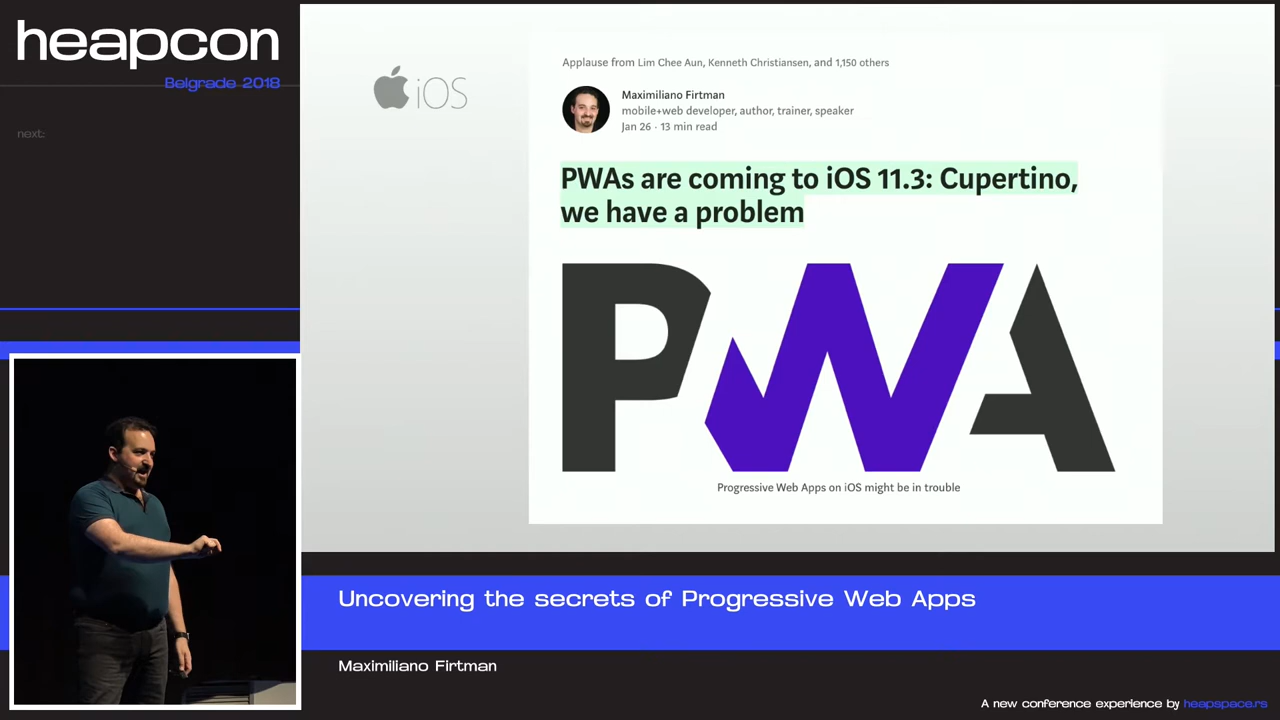 heapcon
Belgrade 2018
next:
iOS
Applause from Lim Chee Aun, Kenneth Christiansen, and 1,150 others
Maximiliano Firtman
mobile+web developer, author, trainer, speaker
Jan 26 · 13 min read
PWAs are coming to iOS 11.3: Cupertino,
we have a problem
PWA
Progressive Web Apps on iOS might be in trouble
Uncovering the secrets of Progressive Web Apps
Maximiliano Firtman
A new conference experience by heapspace.rs